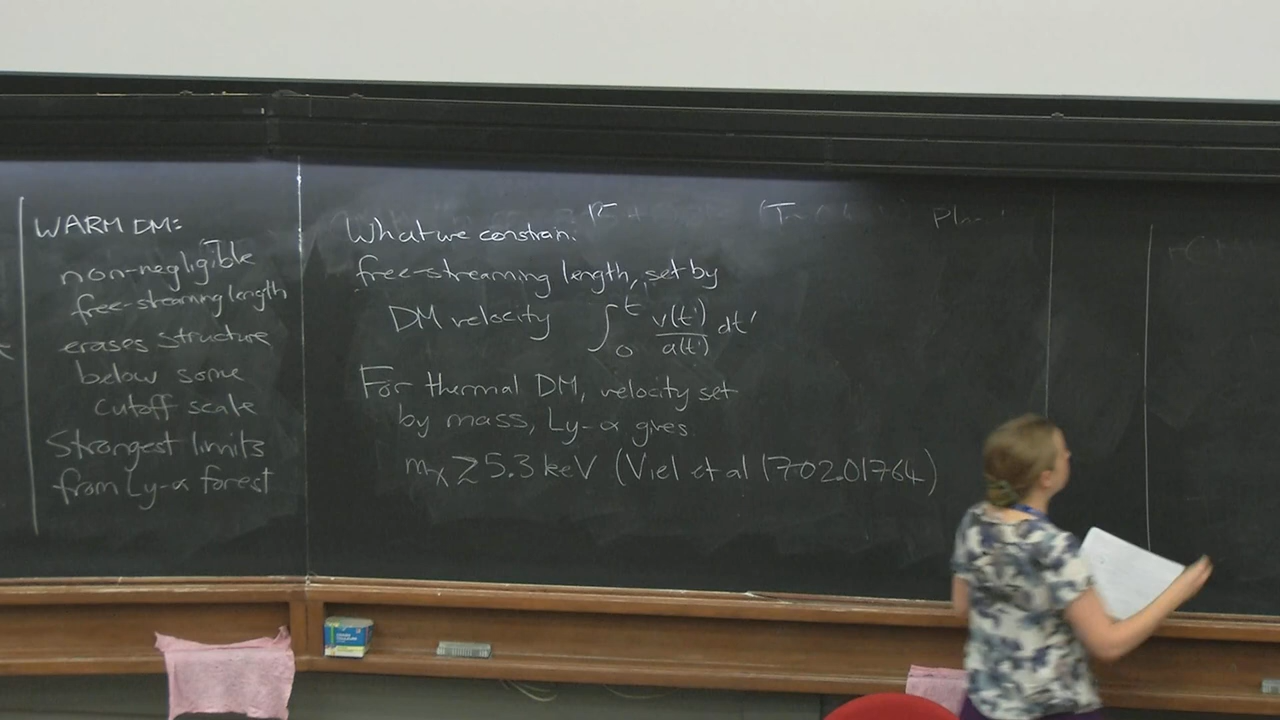 WARM DM:
non-negligible
free-streaming length
erases structure
below some
cutoff scale
Strongest limits
from Ly-α forest
What we constrain:
free-streaming length, set by
DM velocity ∫₀ᵗ v(t')/a(t') dt'
For thermal DM, velocity set
by mass, Ly-α gives
mχ ≳ 5.3 keV (Viel et al 1702.01764)